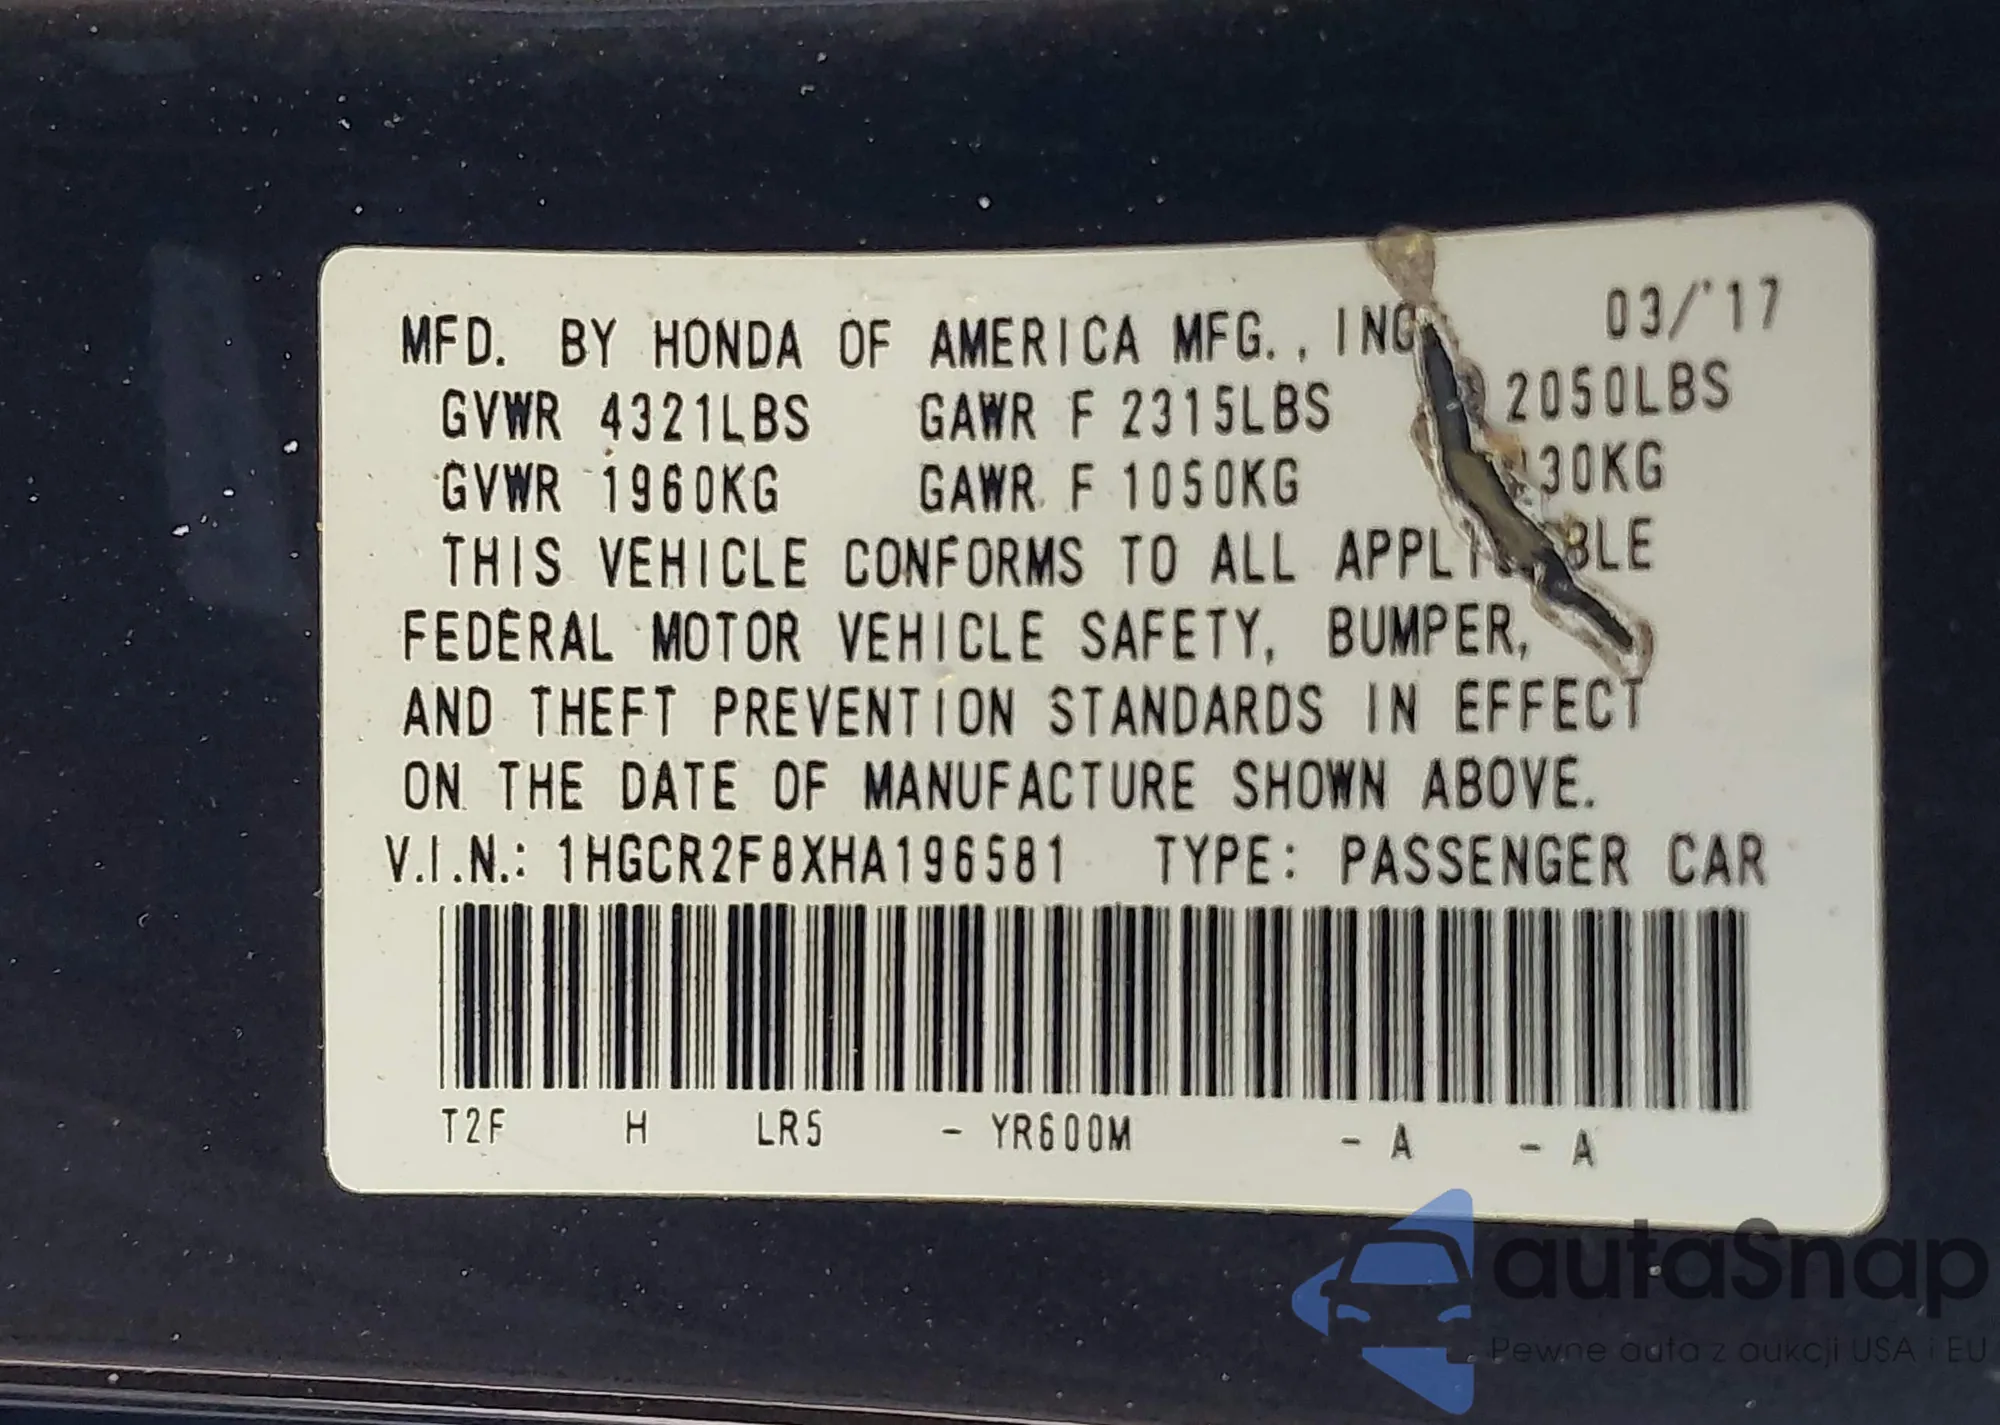 MFD. BY HONDA OF AMERICA MFG., INC 03/'17
GVWR 4321LBS GAWR F 2315LBS 2050LBS
GVWR 1960KG GAWR F 1050KG 30KG
THIS VEHICLE CONFORMS TO ALL
FEDERAL MOTOR VEHICLE SAFETY, BUMPER,
AND THEFT PREVENTION STANDARDS IN EFFECT
ON THE DATE OF MANUFACTURE SHOWN ABOVE.
V.I.N.: 1HGCR2F8XHA196581 TYPE: PASSENGER CAR
T2F H LR5 - YR600M - A - A
autaSnap
Pewne auta z aukcji USA i EU